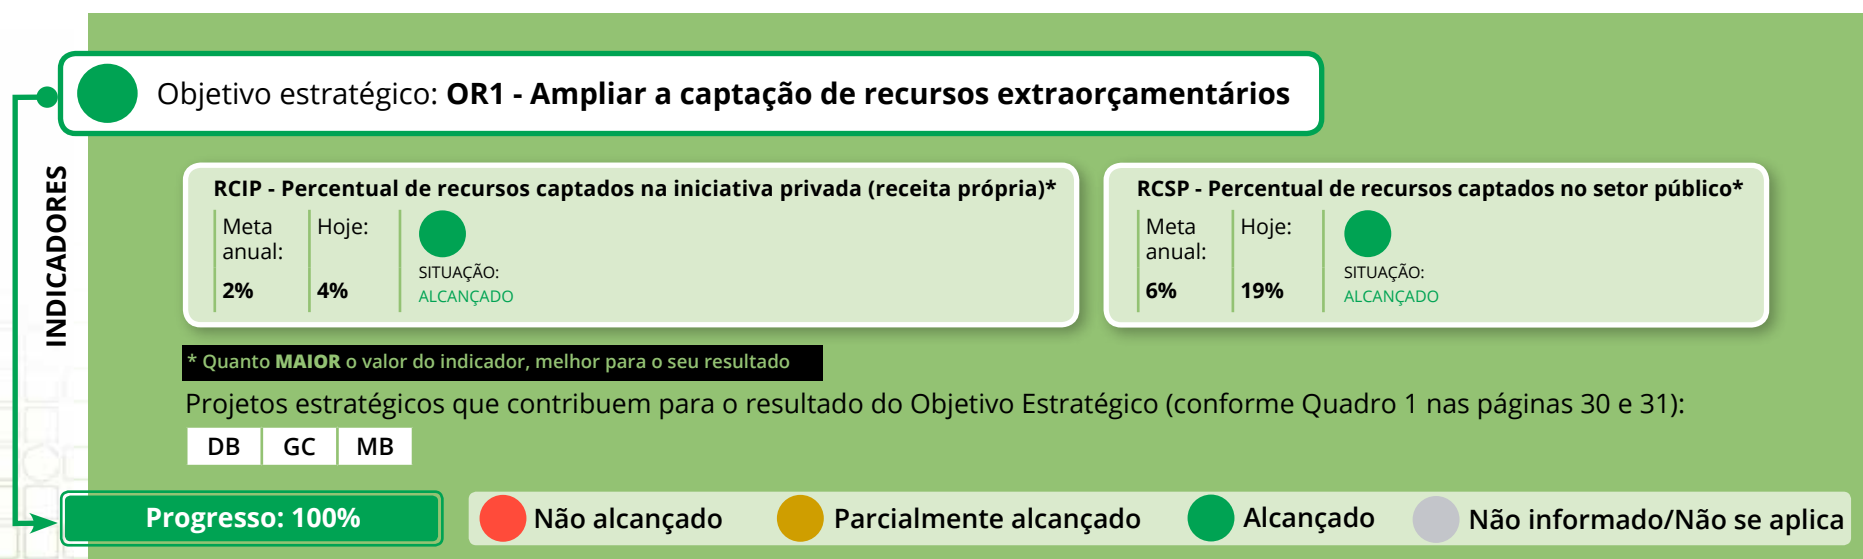 Objetivo estratégico: OR1 - Ampliar a captação de recursos extraorçamentários
INDICADORES
RCIP - Percentual de recursos captados na iniciativa privada (receita própria)*
Meta anual:
2%
Hoje:
4%
SITUAÇÃO:
ALCANÇADO
RCSP - Percentual de recursos captados no setor público*
Meta anual:
6%
Hoje:
19%
SITUAÇÃO:
ALCANÇADO
* Quanto MAIOR o valor do indicador, melhor para o seu resultado
Projetos estratégicos que contribuem para o resultado do Objetivo Estratégico (conforme Quadro 1 nas páginas 30 e 31):
DB GC MB
Progresso: 100%
Não alcançado
Parcialmente alcançado
Alcançado
Não informado/Não se aplica